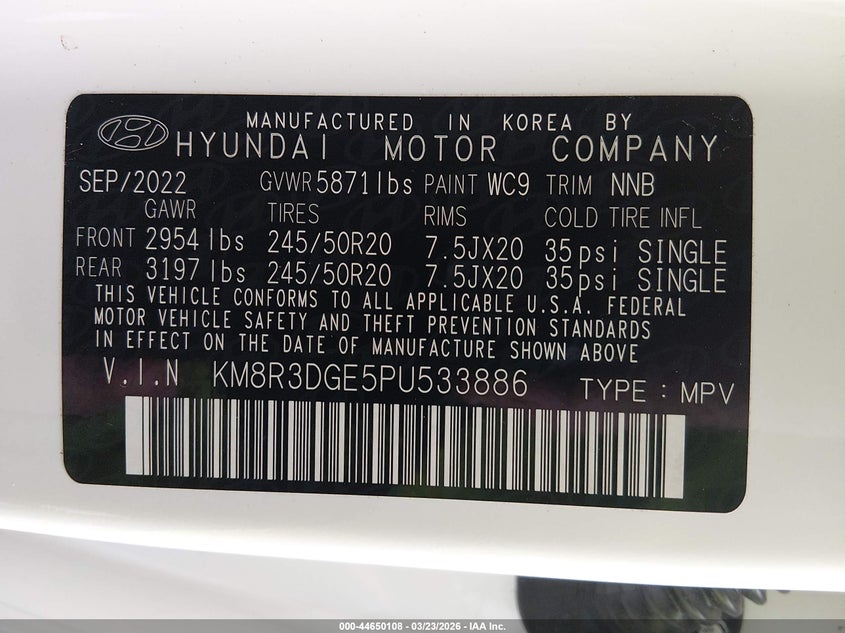 MANUFACTURED IN KOREA BY
HYUNDAI MOTOR COMPANY
SEP/2022 GVWR 5871lbs PAINT WC9 TRIM NNB
GAWR TIRES RIMS COLD TIRE INFL
FRONT 2954 lbs 245/50R20 7.5JX20 35psi SINGLE
REAR 3197 lbs 245/50R20 7.5JX20 35psi SINGLE
THIS VEHICLE CONFORMS TO ALL APPLICABLE U.S.A. FEDERAL
MOTOR VEHICLE SAFETY AND THEFT PREVENTION STANDARDS
IN EFFECT ON THE DATE OF MANUFACTURE SHOWN ABOVE
V.I.N KM8R3DGE5PU533886 TYPE : MPV
000-44650108 | 03/23/2026 | IAA Inc.